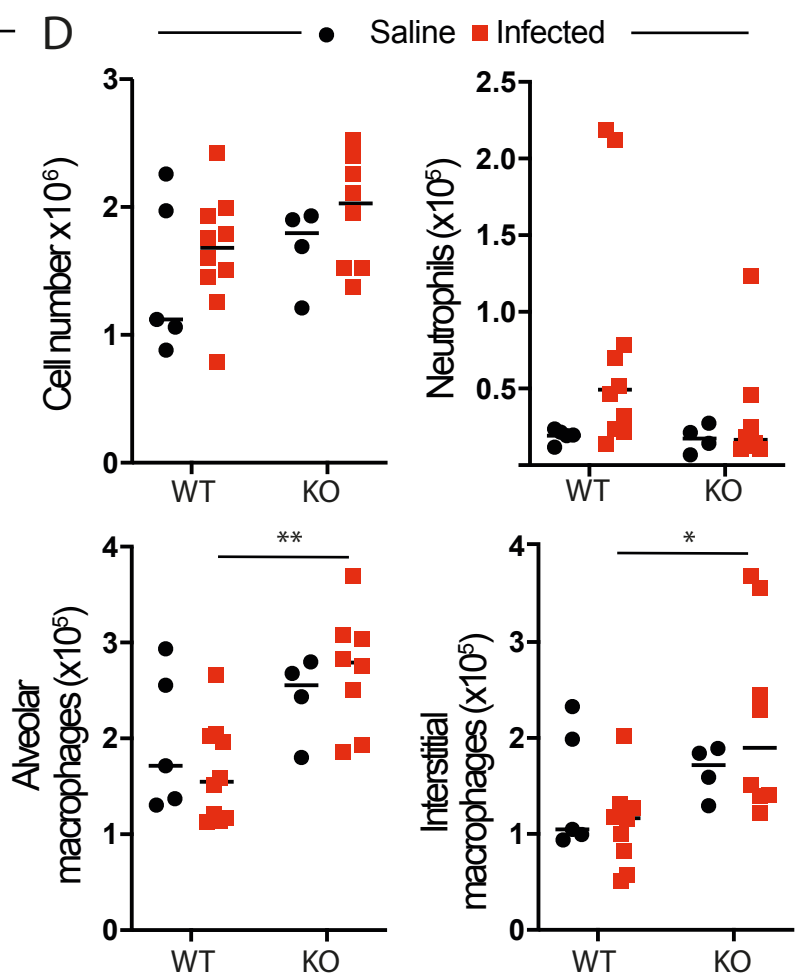 D
Saline Infected
Cell number x10⁶
3
2
1
0
WT KO
Neutrophils (x10⁵)
2.5
2.0
1.5
1.0
0.5
WT KO
Alveolar
macrophages (x10⁵)
4
3
2
1
0
**
WT KO
Interstitial
macrophages (x10⁵)
4
3
2
1
0
*
WT KO